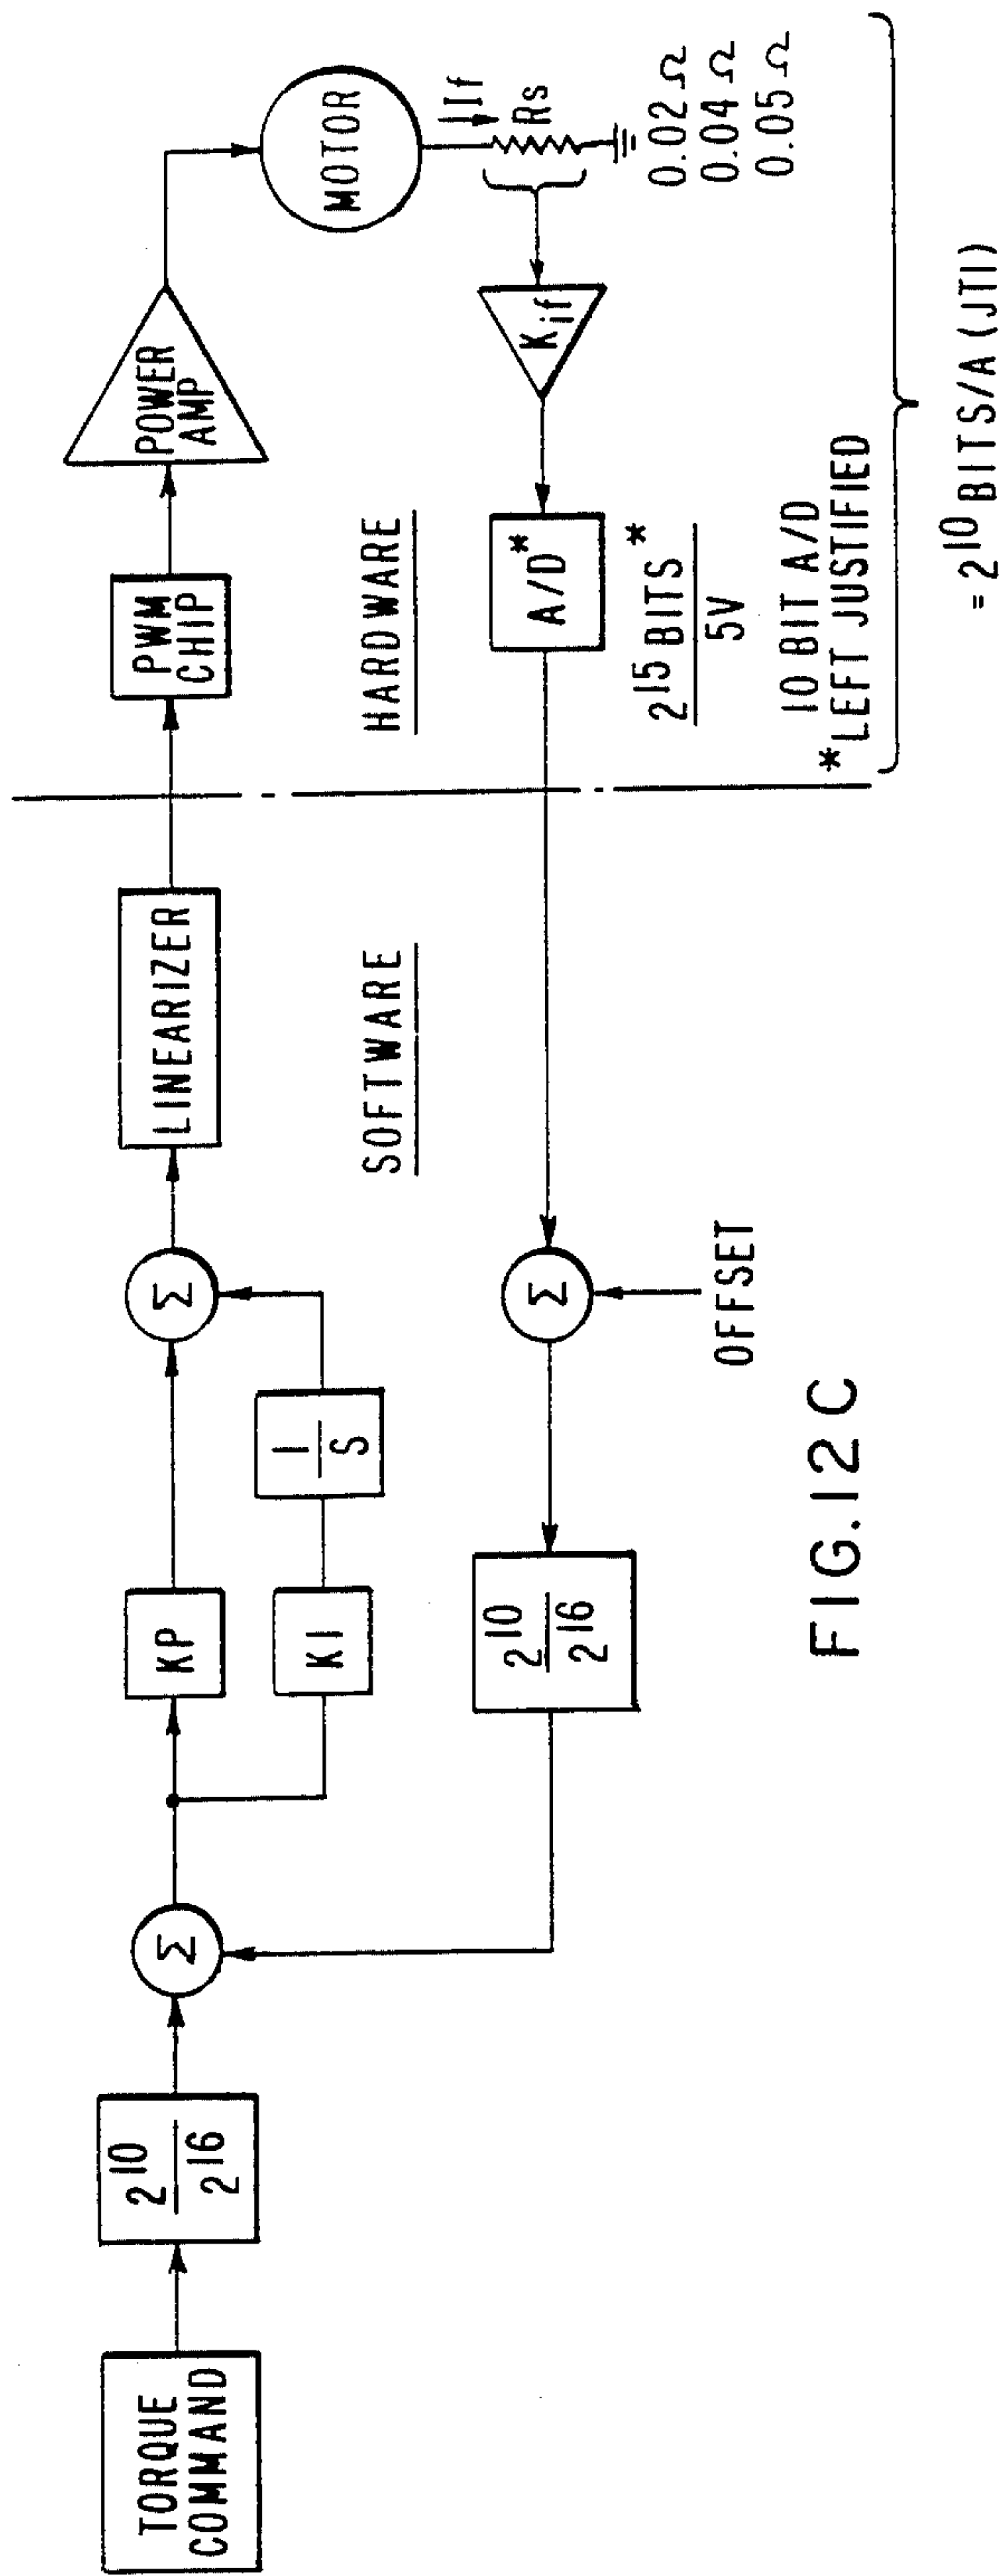 TORQUE
COMMAND
2^10
2^16
Σ
KP
KI
1
S
Σ
LINEARIZER
PWM
CHIP
POWER
AMP
MOTOR
If
Rs
0.02 Ω
0.04 Ω
0.05 Ω
SOFTWARE
HARDWARE
Kif
A/D*
2^15 BITS*
5V
10 BIT A/D
*LEFT JUSTIFIED
= 2^10 BITS/A (JT1)
Σ
OFFSET
2^10
2^16
FIG.12C